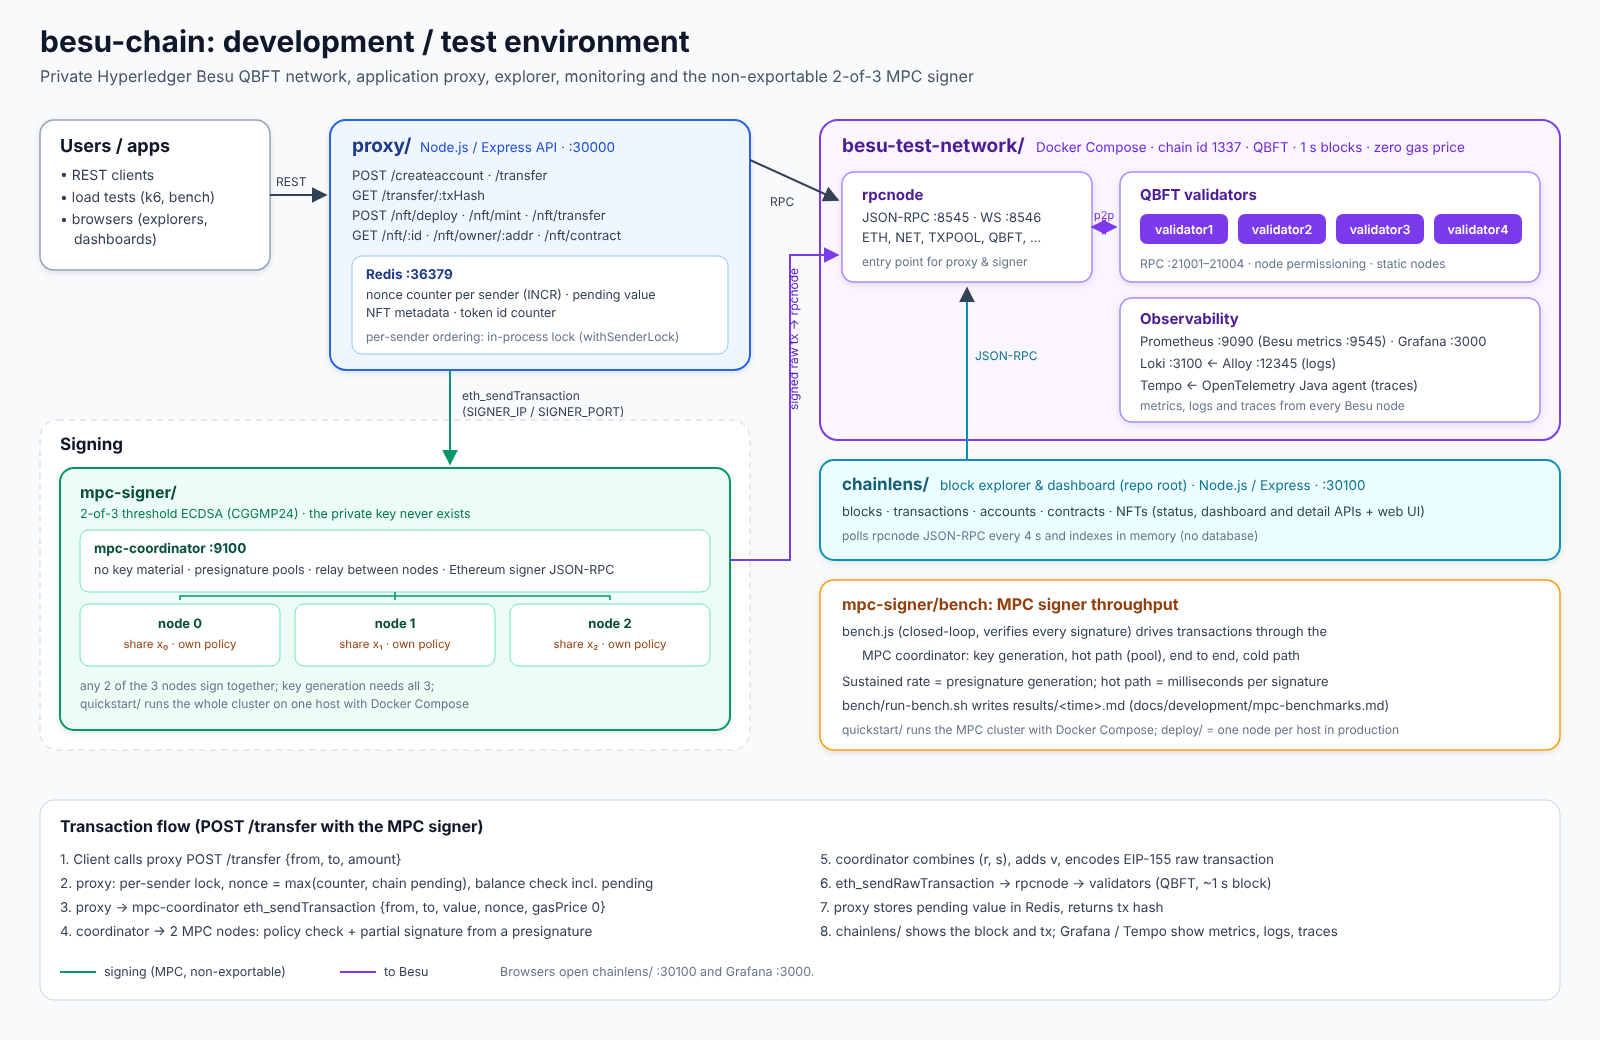 besu-chain: development / test environment
Private Hyperledger Besu QBFT network, application proxy, explorer, monitoring and the non-exportable 2-of-3 MPC signer
Users / apps
• REST clients
• load tests (k6, bench)
• browsers (explorers,
dashboards)
REST
proxy/ Node.js / Express API · :30000
POST /createaccount · /transfer
GET /transfer/:txHash
POST /nft/deploy · /nft/mint · /nft/transfer
GET /nft/:id · /nft/owner/:addr · /nft/contract
Redis :36379
nonce counter per sender (INCR) · pending value
NFT metadata · token id counter
per-sender ordering: in-process lock (withSenderLock)
RPC
besu-test-network/ Docker Compose · chain id 1337 · QBFT · 1 s blocks · zero gas price
rpcnode
JSON-RPC :8545 · WS :8546
ETH, NET, TXPOOL, QBFT, ...
entry point for proxy & signer
p2p
QBFT validators
validator1 validator2 validator3 validator4
RPC :21001–21004 · node permissioning · static nodes
Observability
Prometheus :9090 (Besu metrics :9545) · Grafana :3000
Loki :3100 ← Alloy :12345 (logs)
Tempo ← OpenTelemetry Java agent (traces)
metrics, logs and traces from every Besu node
signed raw tx → rpcnode
JSON-RPC
eth_sendTransaction
(SIGNER_IP / SIGNER_PORT)
Signing
mpc-signer/
2-of-3 threshold ECDSA (CGGMP24) · the private key never exists
mpc-coordinator :9100
no key material · presignature pools · relay between nodes · Ethereum signer JSON-RPC
node 0
share x₀ · own policy
node 1
share x₁ · own policy
node 2
share x₂ · own policy
any 2 of the 3 nodes sign together; key generation needs all 3;
quickstart/ runs the whole cluster on one host with Docker Compose
chainlens/ block explorer & dashboard (repo root) · Node.js / Express · :30100
blocks · transactions · accounts · contracts · NFTs (status, dashboard and detail APIs + web UI)
polls rpcnode JSON-RPC every 4 s and indexes in memory (no database)
mpc-signer/bench: MPC signer throughput
bench.js (closed-loop, verifies every signature) drives transactions through the
MPC coordinator: key generation, hot path (pool), end to end, cold path
Sustained rate = presignature generation; hot path = milliseconds per signature
bench/run-bench.sh writes results/<time>.md (docs/development/mpc-benchmarks.md)
quickstart/ runs the MPC cluster with Docker Compose; deploy/ = one node per host in production
Transaction flow (POST /transfer with the MPC signer)
1. Client calls proxy POST /transfer {from, to, amount}
2. proxy: per-sender lock, nonce = max(counter, chain pending), balance check incl. pending
3. proxy → mpc-coordinator eth_sendTransaction {from, to, value, nonce, gasPrice 0}
4. coordinator → 2 MPC nodes: policy check + partial signature from a presignature
5. coordinator combines (r, s), adds v, encodes EIP-155 raw transaction
6. eth_sendRawTransaction → rpcnode → validators (QBFT, ~1 s block)
7. proxy stores pending value in Redis, returns tx hash
8. chainlens/ shows the block and tx; Grafana / Tempo show metrics, logs, traces
signing (MPC, non-exportable)
to Besu
Browsers open chainlens/ :30100 and Grafana :3000.